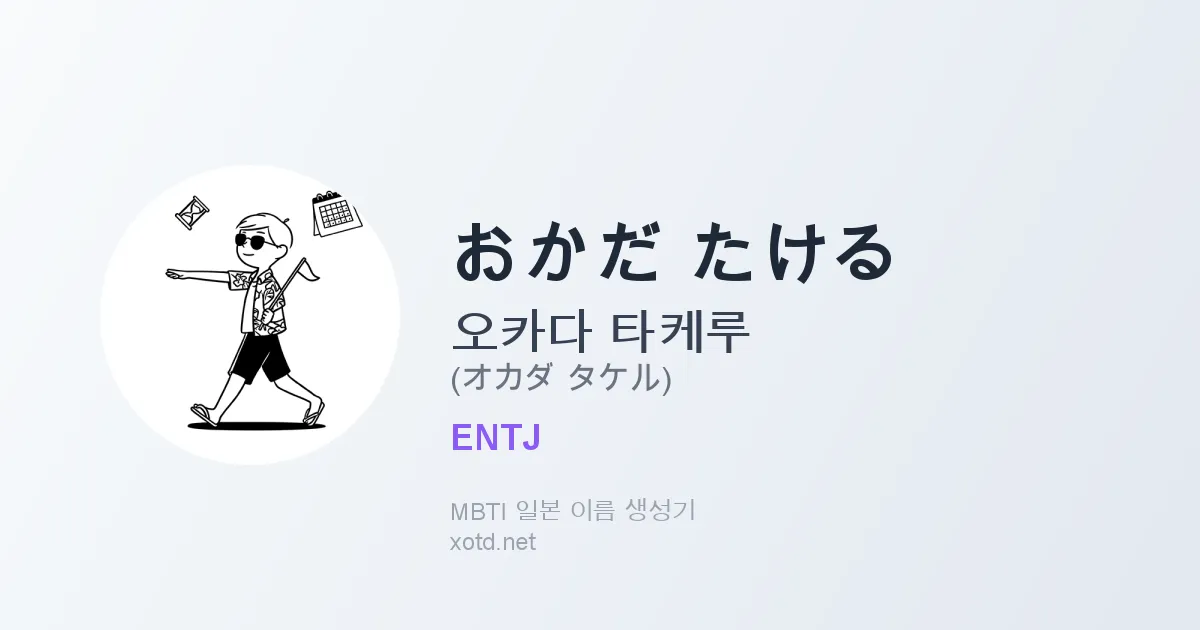 おかだ たける
오카다 타케루
(オカダ タケル)
ENTJ
MBTI 일본 이름 생성기
xotd.net